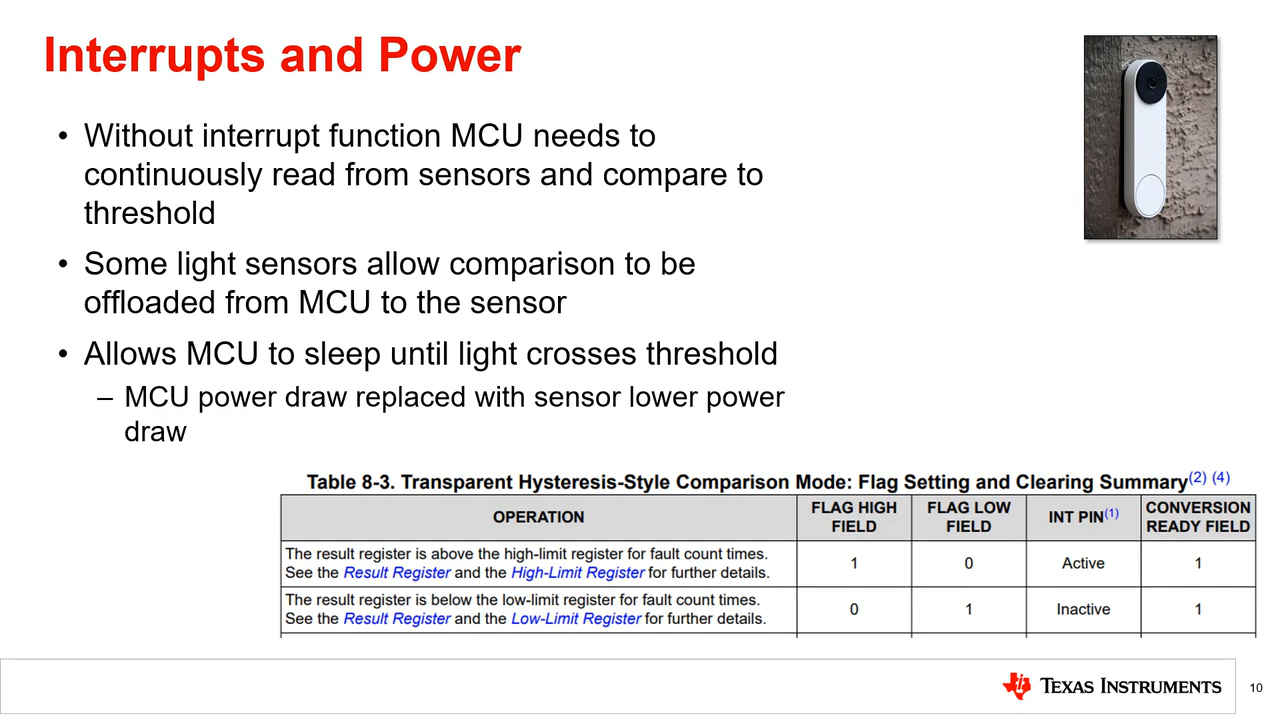 Interrupts and Power
• Without interrupt function MCU needs to
continuously read from sensors and compare to
threshold
• Some light sensors allow comparison to be
offloaded from MCU to the sensor
• Allows MCU to sleep until light crosses threshold
– MCU power draw replaced with sensor lower power
draw
Table 8-3. Transparent Hysteresis-Style Comparison Mode: Flag Setting and Clearing Summary(2) (4)
OPERATION
FLAG HIGH
FIELD
FLAG LOW
FIELD
INT PIN(1)
CONVERSION
READY FIELD
The result register is above the high-limit register for fault count times.
See the Result Register and the High-Limit Register for further details.
1
0
Active
1
The result register is below the low-limit register for fault count times.
See the Result Register and the Low-Limit Register for further details.
0
1
Inactive
1
TEXAS INSTRUMENTS
10